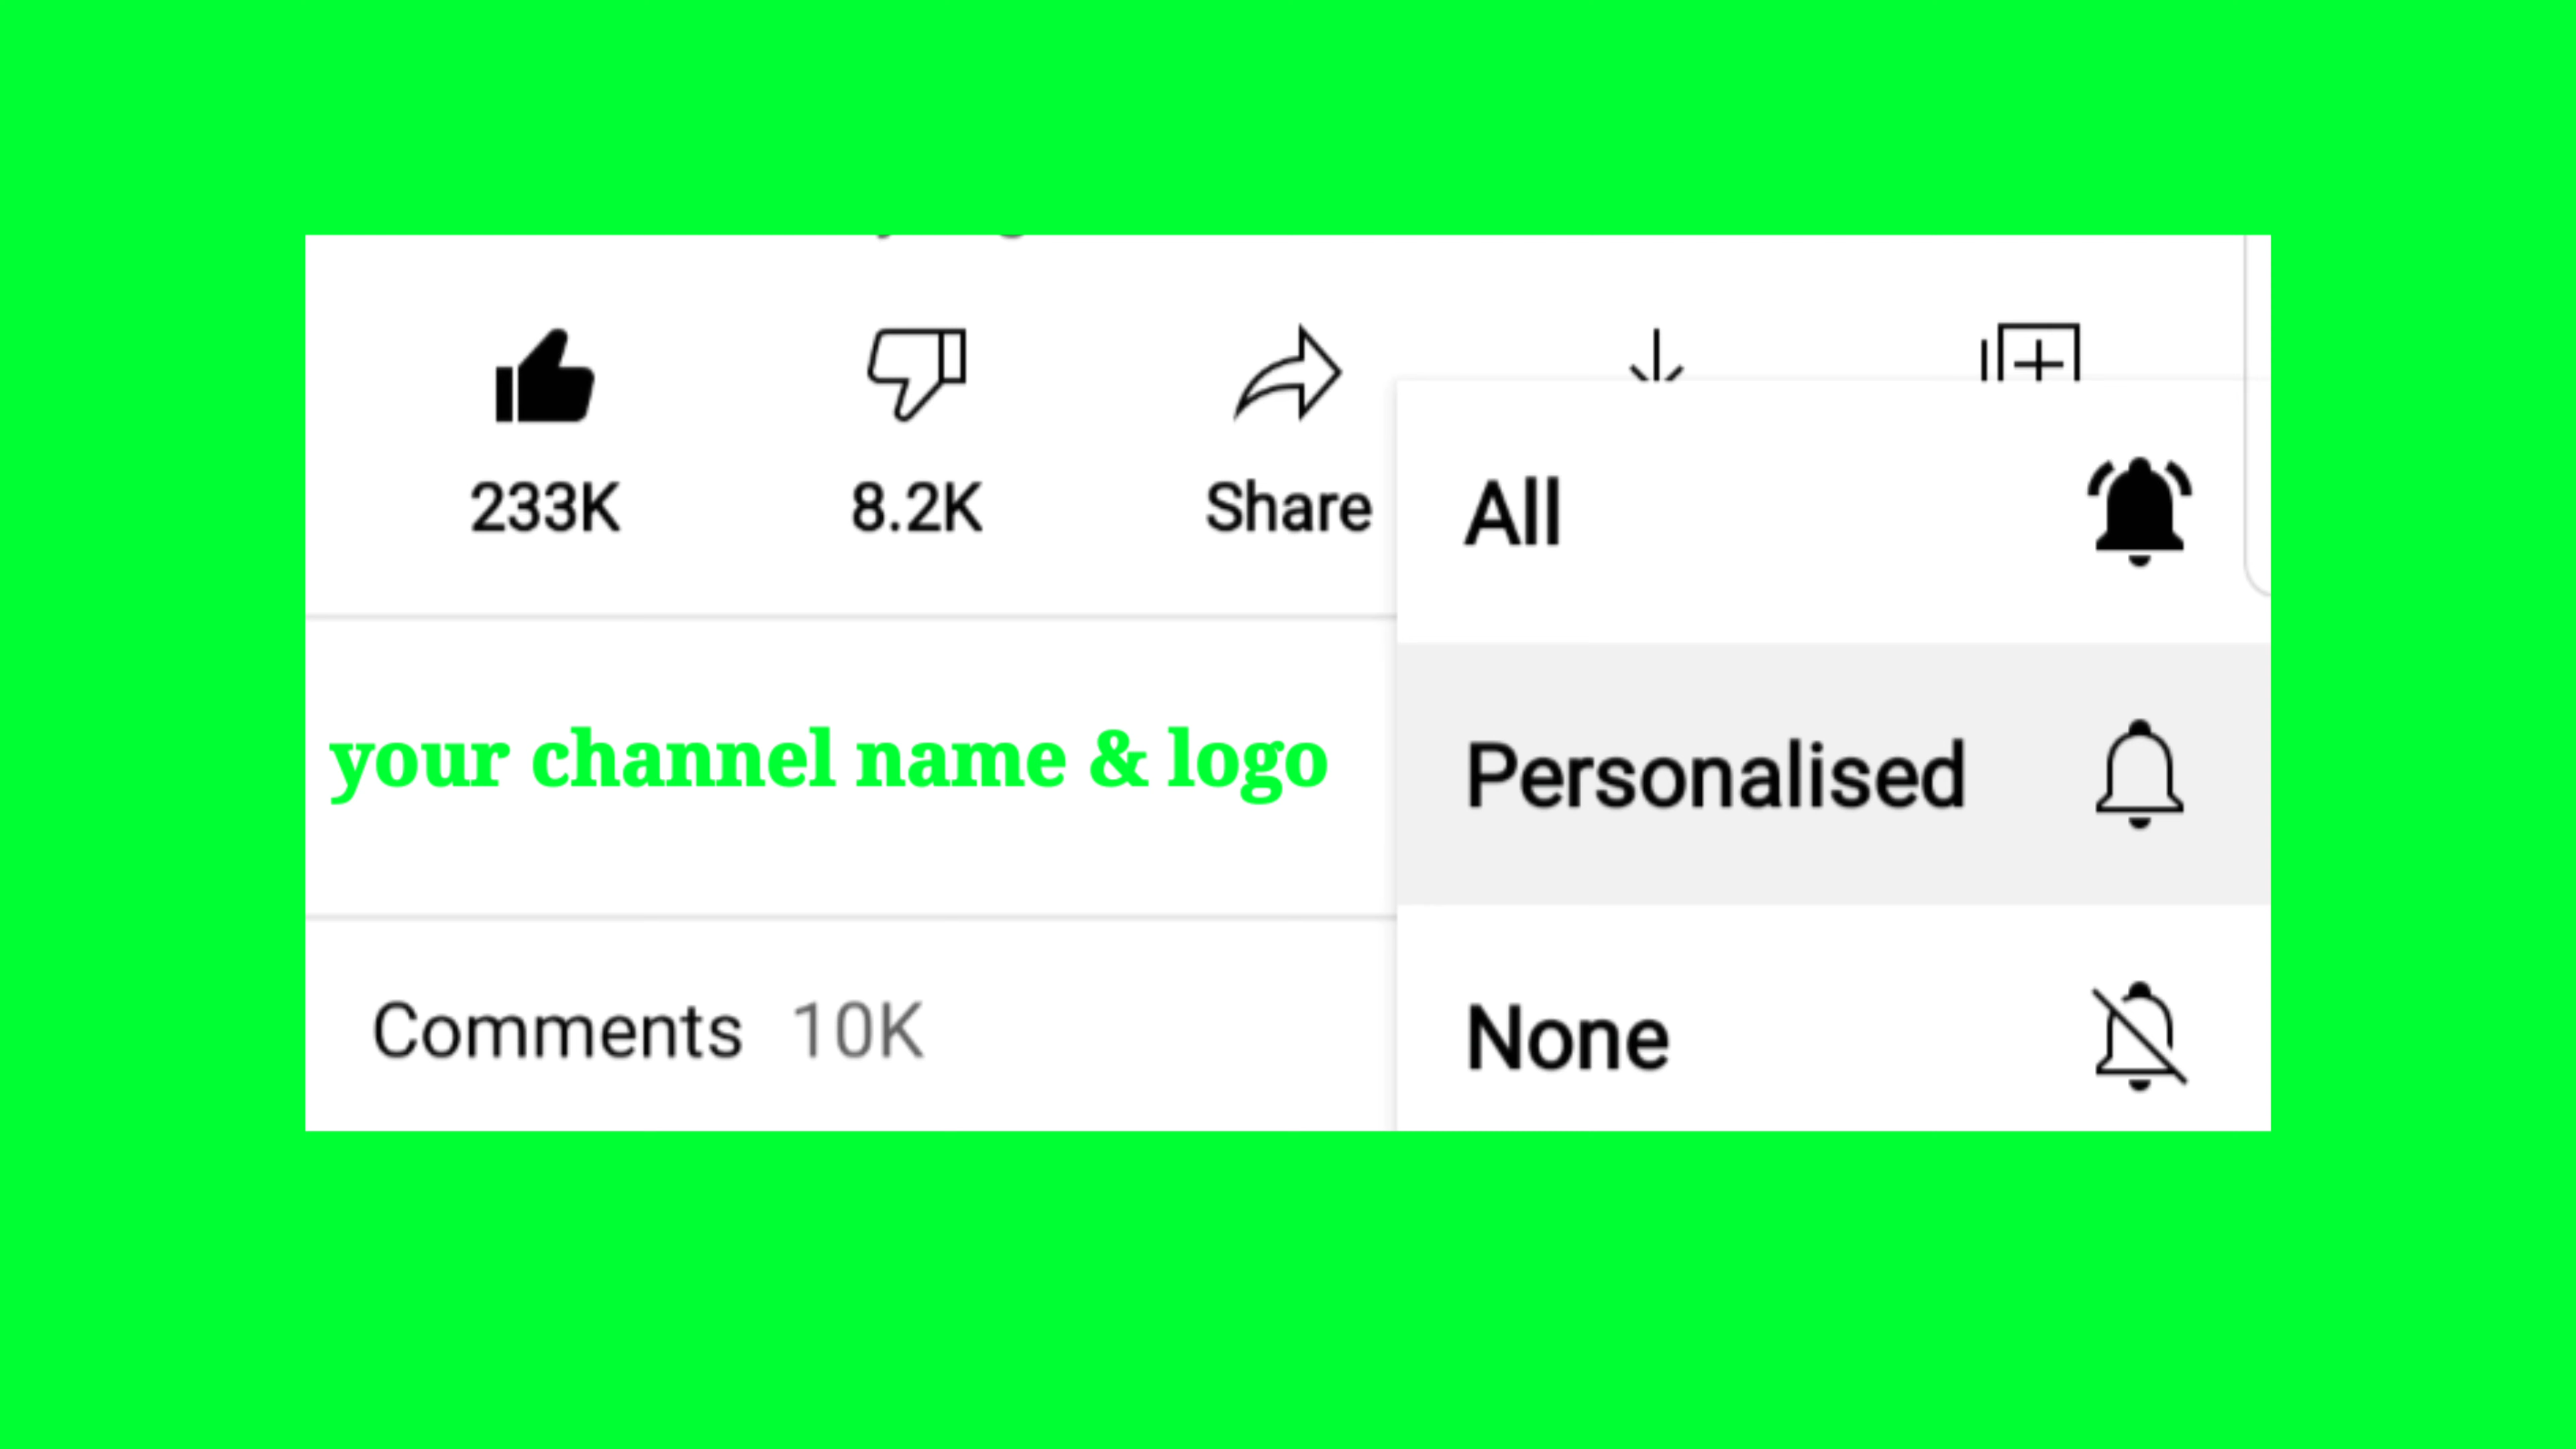 233K
8.2K
Share
All
your channel name & logo
Personalised
Comments 10K
None